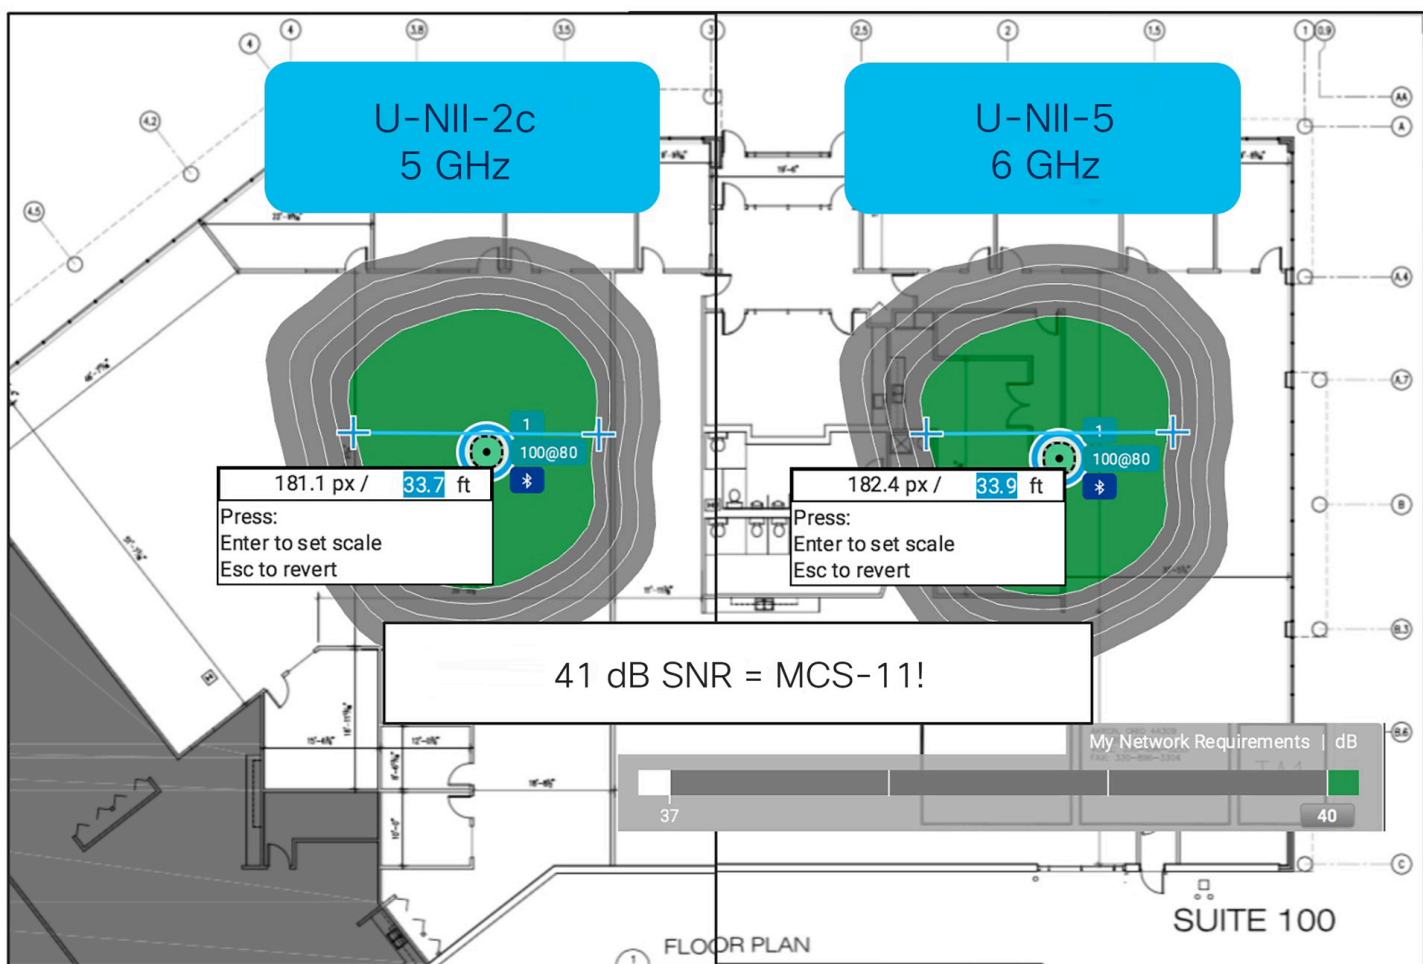 4
4
3.8
3.5
3
2.5
2
1.5
1
0.9
U-NII-2c
5 GHz
U-NII-5
6 GHz
AA
A
4.2
4.5
A.4
A.7
1
100@80
1
100@80
181.1 px / 33.7 ft
Press:
Enter to set scale
Esc to revert
182.4 px / 33.9 ft
Press:
Enter to set scale
Esc to revert
B
B.3
41 dB SNR = MCS-11!
B.6
My Network Requirements | dB
37
40
C
SUITE 100
FLOOR PLAN
1